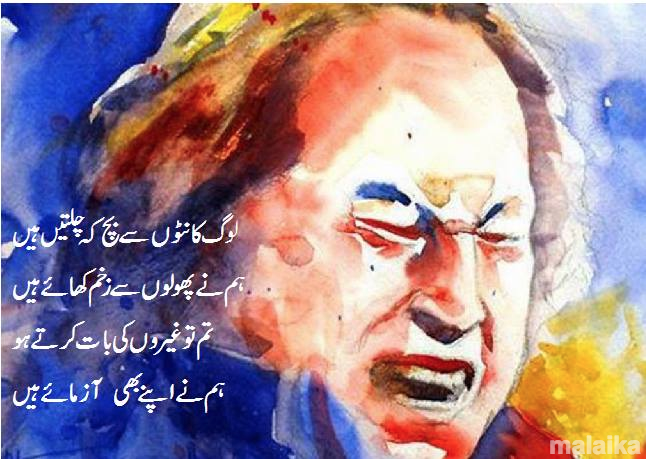 لوگ کانٹوں سے بچ کہ چلتیں ہیں
ہم نے پھولوں سے زخم کھائے ہیں
تم تو غیروں کی بات کرتے ہو
ہم نے اپنے بھی آزمائے ہیں
malaika